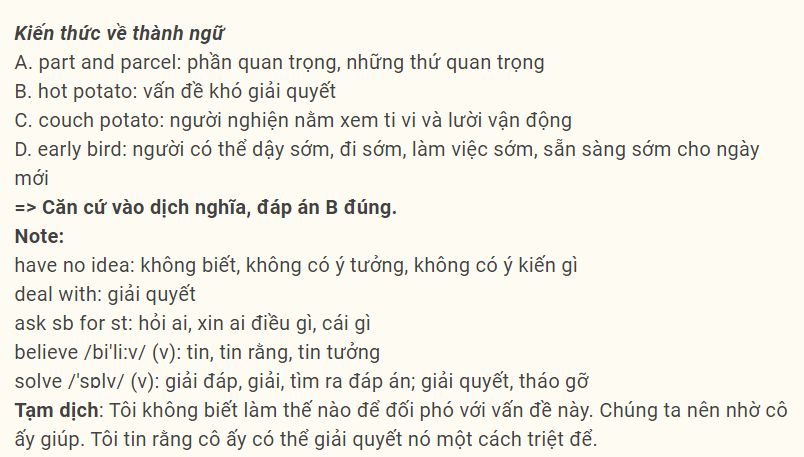 Kiến thức về thành ngữ
A. part and parcel: phần quan trọng, những thứ quan trọng
B. hot potato: vấn đề khó giải quyết
C. couch potato: người nghiện nằm xem ti vi và lười vận động
D. early bird: người có thể dậy sớm, đi sớm, làm việc sớm, sẵn sàng sớm cho ngày
mới
=> Căn cứ vào dịch nghĩa, đáp án B đúng.
Note:
have no idea: không biết, không có ý tưởng, không có ý kiến gì
deal with: giải quyết
ask sb for st: hỏi ai, xin ai điều gì, cái gì
believe /bi'li:v/ (v): tin, tin rằng, tin tưởng
solve /'sɒlv/ (v): giải đáp, giải, tìm ra đáp án; giải quyết, tháo gỡ
Tạm dịch: Tôi không biết làm thế nào để đối phó với vấn đề này. Chúng ta nên nhờ cô
ấy giúp. Tôi tin rằng cô ấy có thể giải quyết nó một cách triệt để.